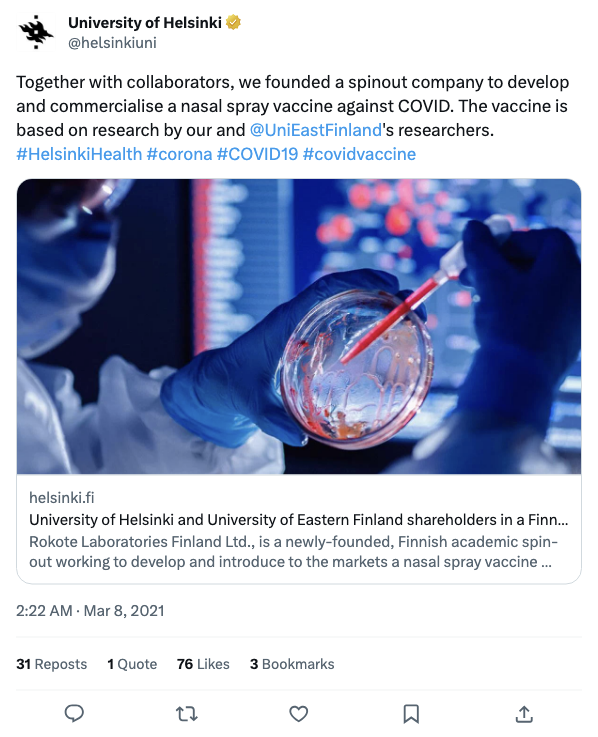 University of Helsinki
@helsinkiuni
Together with collaborators, we founded a spinout company to develop
and commercialise a nasal spray vaccine against COVID. The vaccine is
based on research by our and @UniEastFinland's researchers.
#HelsinkiHealth #corona #COVID19 #covidvaccine
helsinki.fi
University of Helsinki and University of Eastern Finland shareholders in a Finn...
Rokote Laboratories Finland Ltd., is a newly-founded, Finnish academic spin-
out working to develop and introduce to the markets a nasal spray vaccine ...
2:22 AM · Mar 8, 2021
31 Reposts 1 Quote 76 Likes 3 Bookmarks